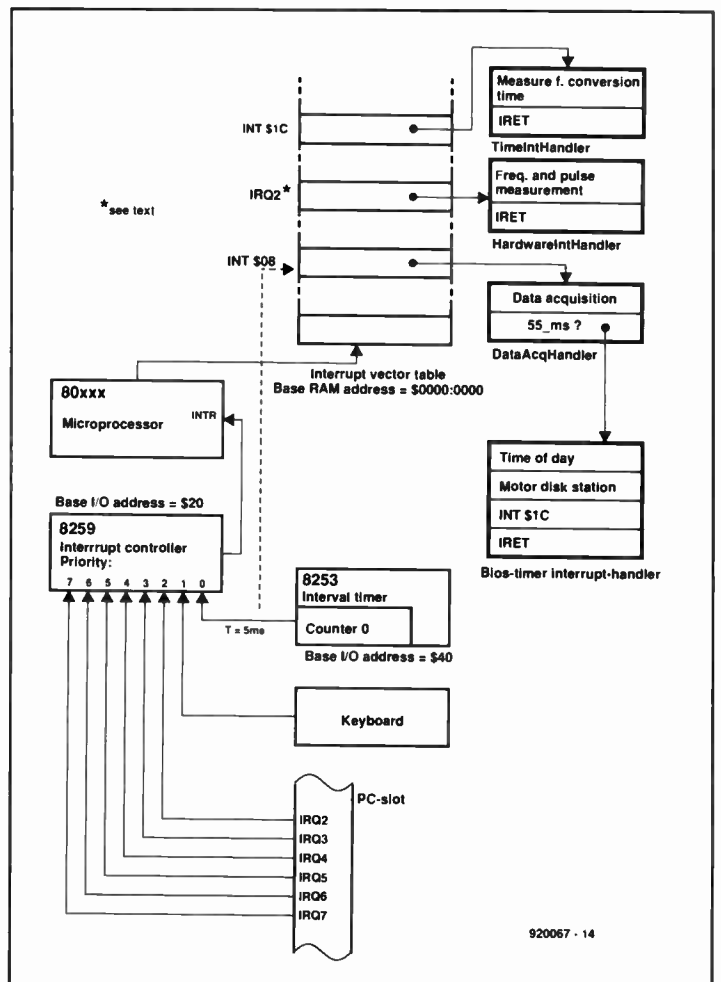 Measure f. conversion
time
IRET
TimeIntHandler
INT $1C
Freq. and pulse
measurement
IRET
HardwareIntHandler
IRQ2*
*see text
INT $08
Data acquisition
55_ms ?
DataAcqHandler
Interrupt vector table
Base RAM address = $0000:0000
80xxx
Microprocessor
INTR
Time of day
Motor disk station
INT $1C
IRET
Bios-timer interrupt-handler
Base I/O address = $20
8259
Interrrupt controller
Priority:
7 6 5 4 3 2 1 0
T = 5ms
8253
Interval timer
Counter 0
Base I/O address = $40
Keyboard
PC-slot
IRQ2
IRQ3
IRQ4
IRQ5
IRQ6
IRQ7
920067 - 14